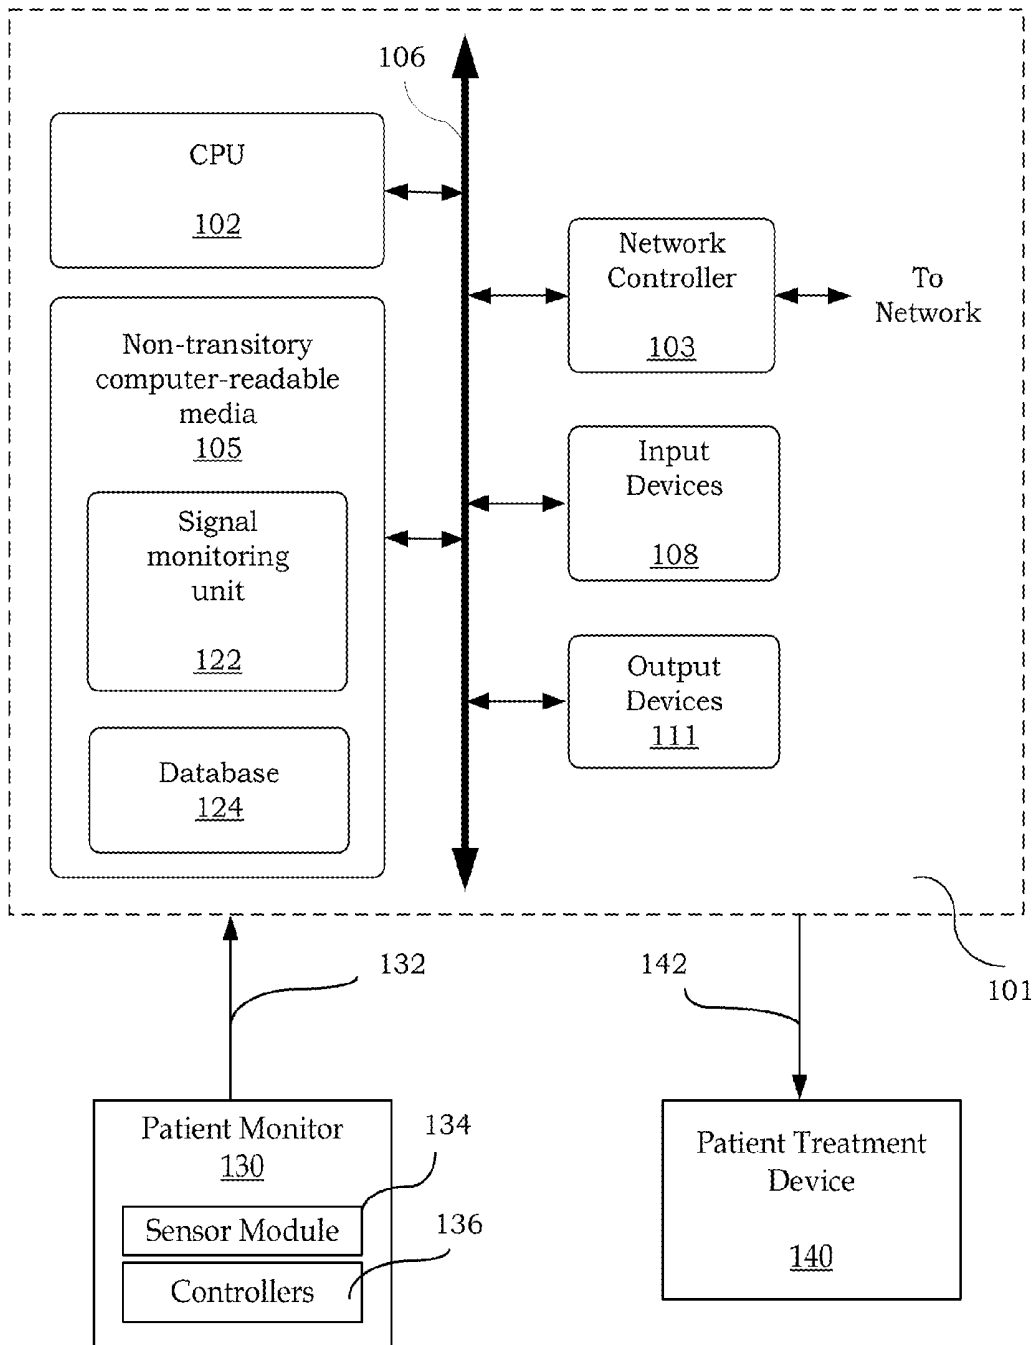 106
CPU
102
Network
Controller
103
To
Network
Non-transitory
computer-readable
media
105
Input
Devices
108
Signal
monitoring
unit
122
Output
Devices
111
Database
124
132
142
101
Patient Monitor
130
134
Sensor Module
136
Controllers
Patient Treatment
Device
140